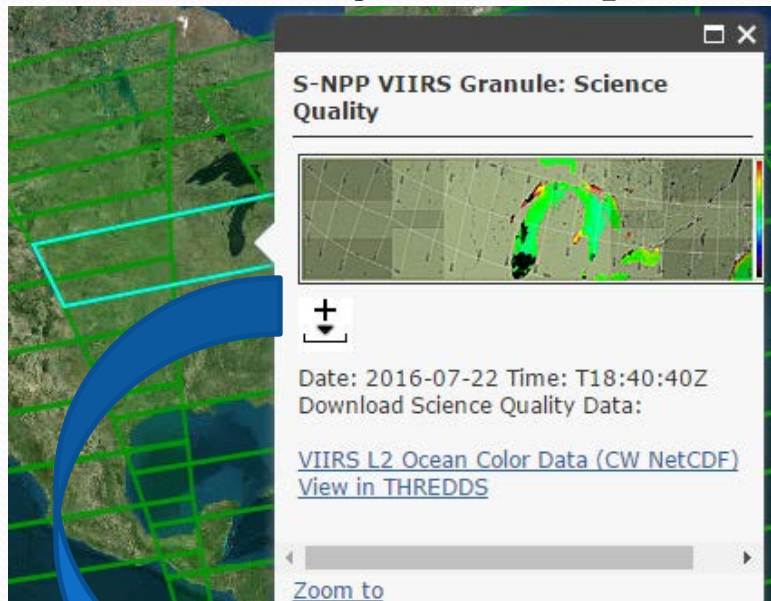 S-NPP VIIRS Granule: Science
Quality
Date: 2016-07-22 Time: T18:40:40Z
Download Science Quality Data:
VIIRS L2 Ocean Color Data (CW NetCDF)
View in THREDDS
Zoom to